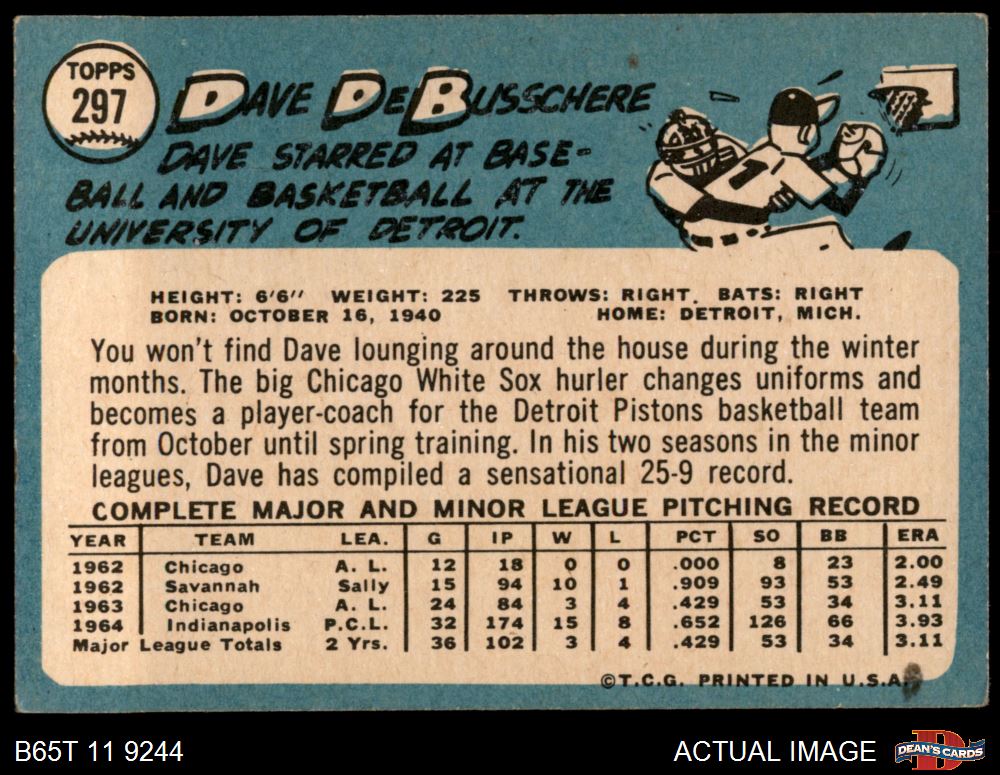 TOPPS
297
DAVE DEBUSSCHERE
DAVE STARRED AT BASE-
BALL AND BASKETBALL AT THE
UNIVERSITY OF DETROIT.
1
HEIGHT: 6'6" WEIGHT: 225 THROWS: RIGHT. BATS: RIGHT
BORN: OCTOBER 16, 1940 HOME: DETROIT, MICH.
You won't find Dave lounging around the house during the winter
months. The big Chicago White Sox hurler changes uniforms and
becomes a player-coach for the Detroit Pistons basketball team
from October until spring training. In his two seasons in the minor
leagues, Dave has compiled a sensational 25-9 record.
COMPLETE MAJOR AND MINOR LEAGUE PITCHING RECORD
YEAR TEAM LEA. G IP W L PCT SO BB ERA
1962 Chicago A. L. 12 18 0 0 .000 8 23 2.00
1962 Savannah Sally 15 94 10 1 .909 93 53 2.49
1963 Chicago A. L. 24 84 3 4 .429 53 34 3.11
1964 Indianapolis P.C.L. 32 174 15 8 .652 126 66 3.93
Major League Totals 2 Yrs. 36 102 3 4 .429 53 34 3.11
©T.C.G. PRINTED IN U.S.A.
B65T 11 9244 ACTUAL IMAGE D DEAN'S CARDS